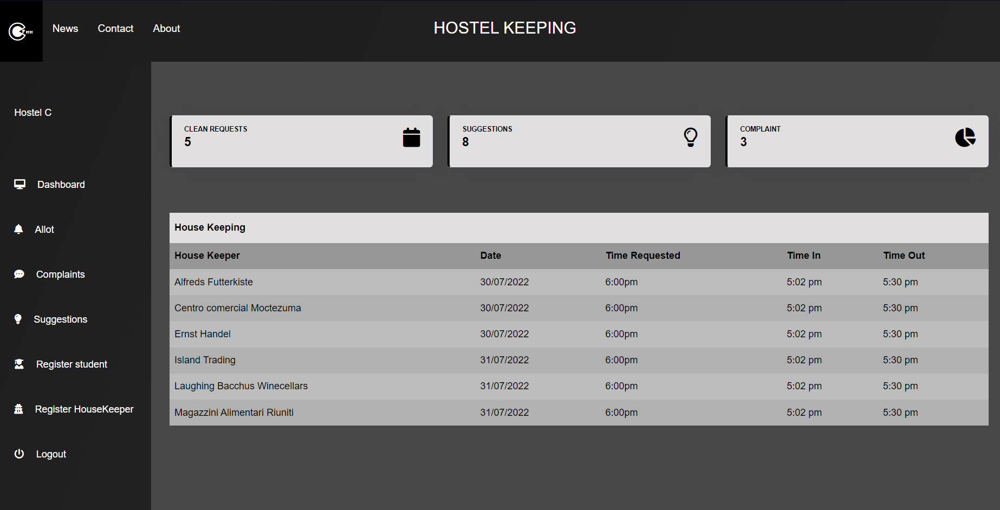 News Contact About HOSTEL KEEPING
Hostel C
CLEAN REQUESTS
5
SUGGESTIONS
8
COMPLAINT
3
Dashboard
Allot
Complaints
Suggestions
Register student
Register HouseKeeper
Logout
House Keeping
House Keeper Date Time Requested Time In Time Out
Alfreds Futterkiste 30/07/2022 6:00pm 5:02 pm 5:30 pm
Centro comercial Moctezuma 30/07/2022 6:00pm 5:02 pm 5:30 pm
Ernst Handel 30/07/2022 6:00pm 5:02 pm 5:30 pm
Island Trading 31/07/2022 6:00pm 5:02 pm 5:30 pm
Laughing Bacchus Winecellars 31/07/2022 6:00pm 5:02 pm 5:30 pm
Magazzini Alimentari Riuniti 31/07/2022 6:00pm 5:02 pm 5:30 pm